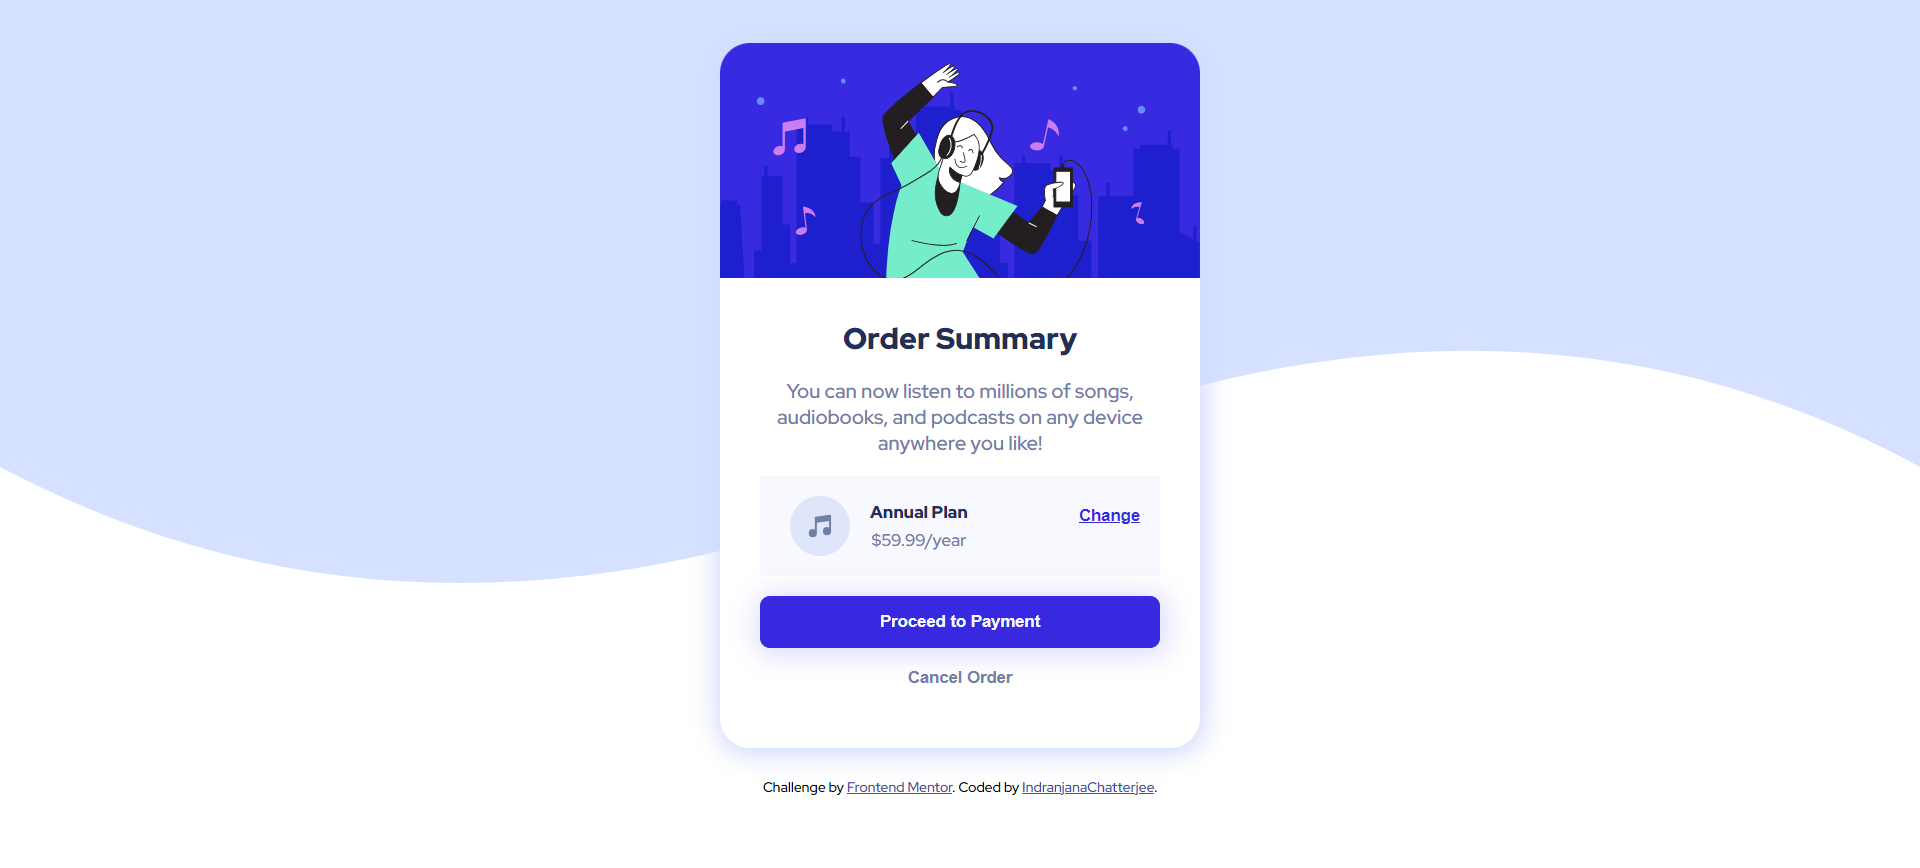 Order Summary
You can now listen to millions of songs,
audiobooks, and podcasts on any device
anywhere you like!
Annual Plan
Change
$59.99/year
Proceed to Payment
Cancel Order
Challenge by Frontend Mentor. Coded by IndranjanaChatterjee.